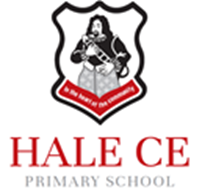 in the heart of the community
HALE CE
PRIMARY SCHOOL